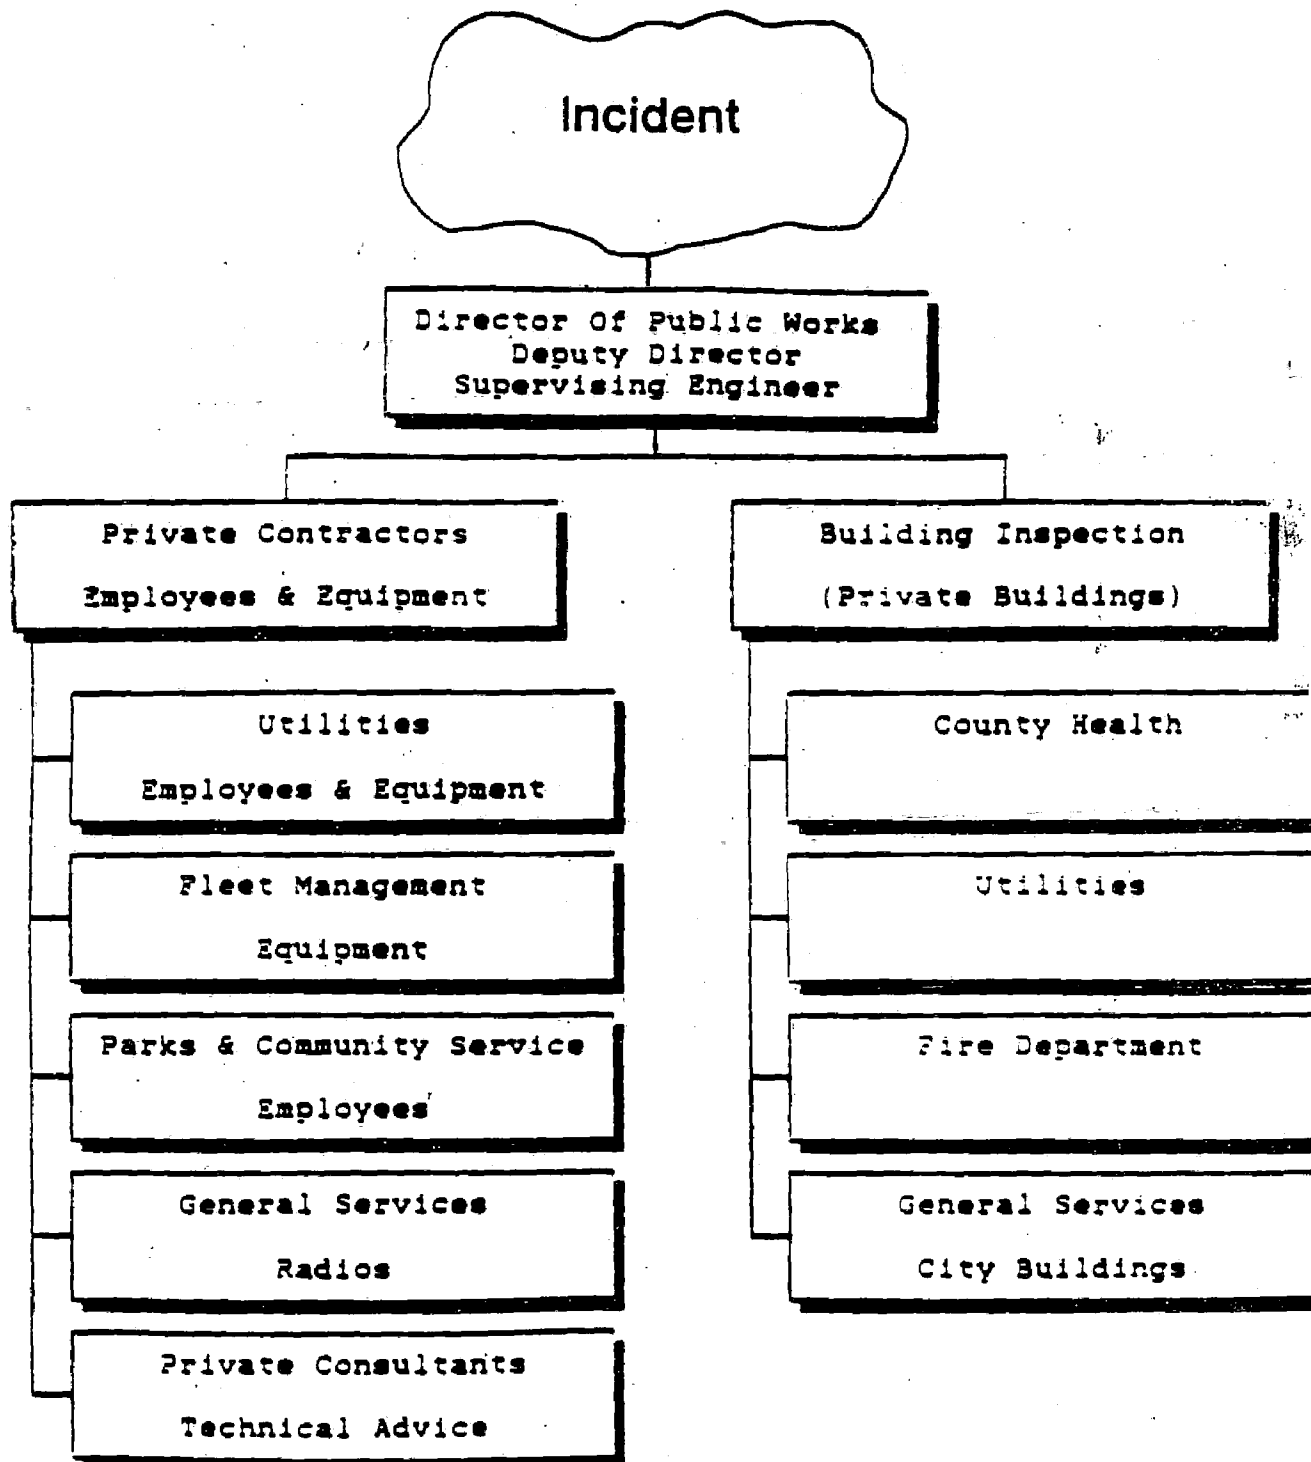 Incident
Director Of Public Works
Deputy Director
Supervising Engineer
Private Contractors
Employees & Equipment
Utilities
Employees & Equipment
Fleet Management
Equipment
Parks & Community Service
Employees
General Services
Radios
Private Consultants
Technical Advice
Building Inspection
(Private Buildings)
County Health
Utilities
Fire Department
General Services
City Buildings